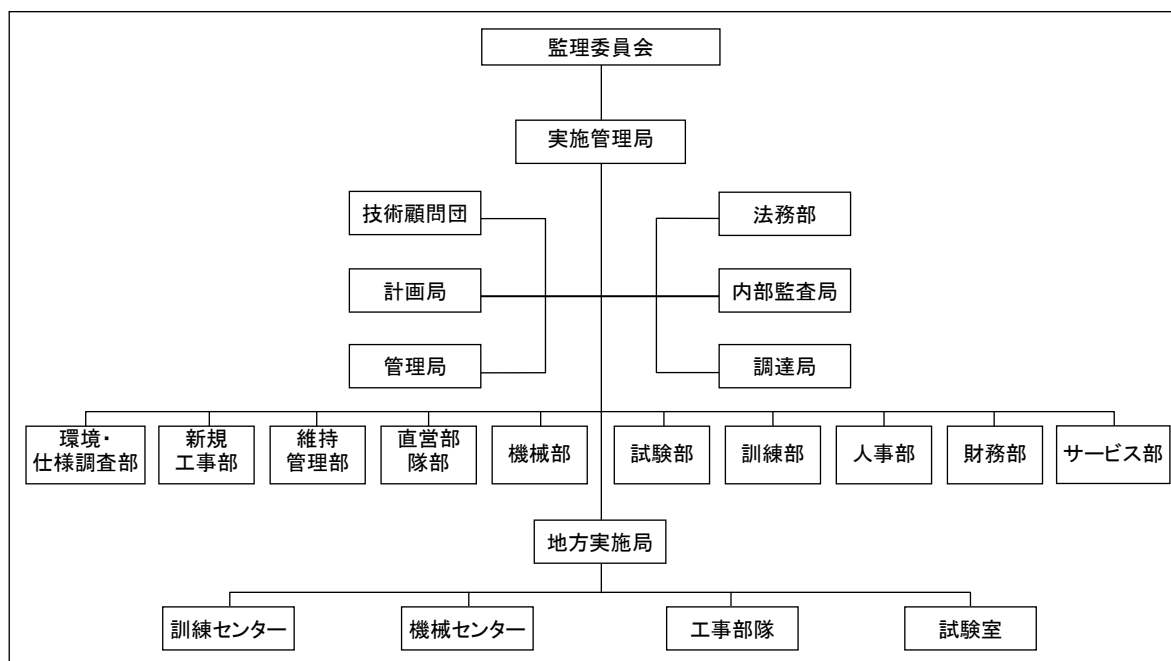 監理委員会
実施管理局
技術顧問団
法務部
計画局
内部監査局
管理局
調達局
環境・
仕様調査部
新規
工事部
維持
管理部
直営部
隊部
機械部
試験部
訓練部
人事部
財務部
サービス部
地方実施局
訓練センター
機械センター
工事部隊
試験室